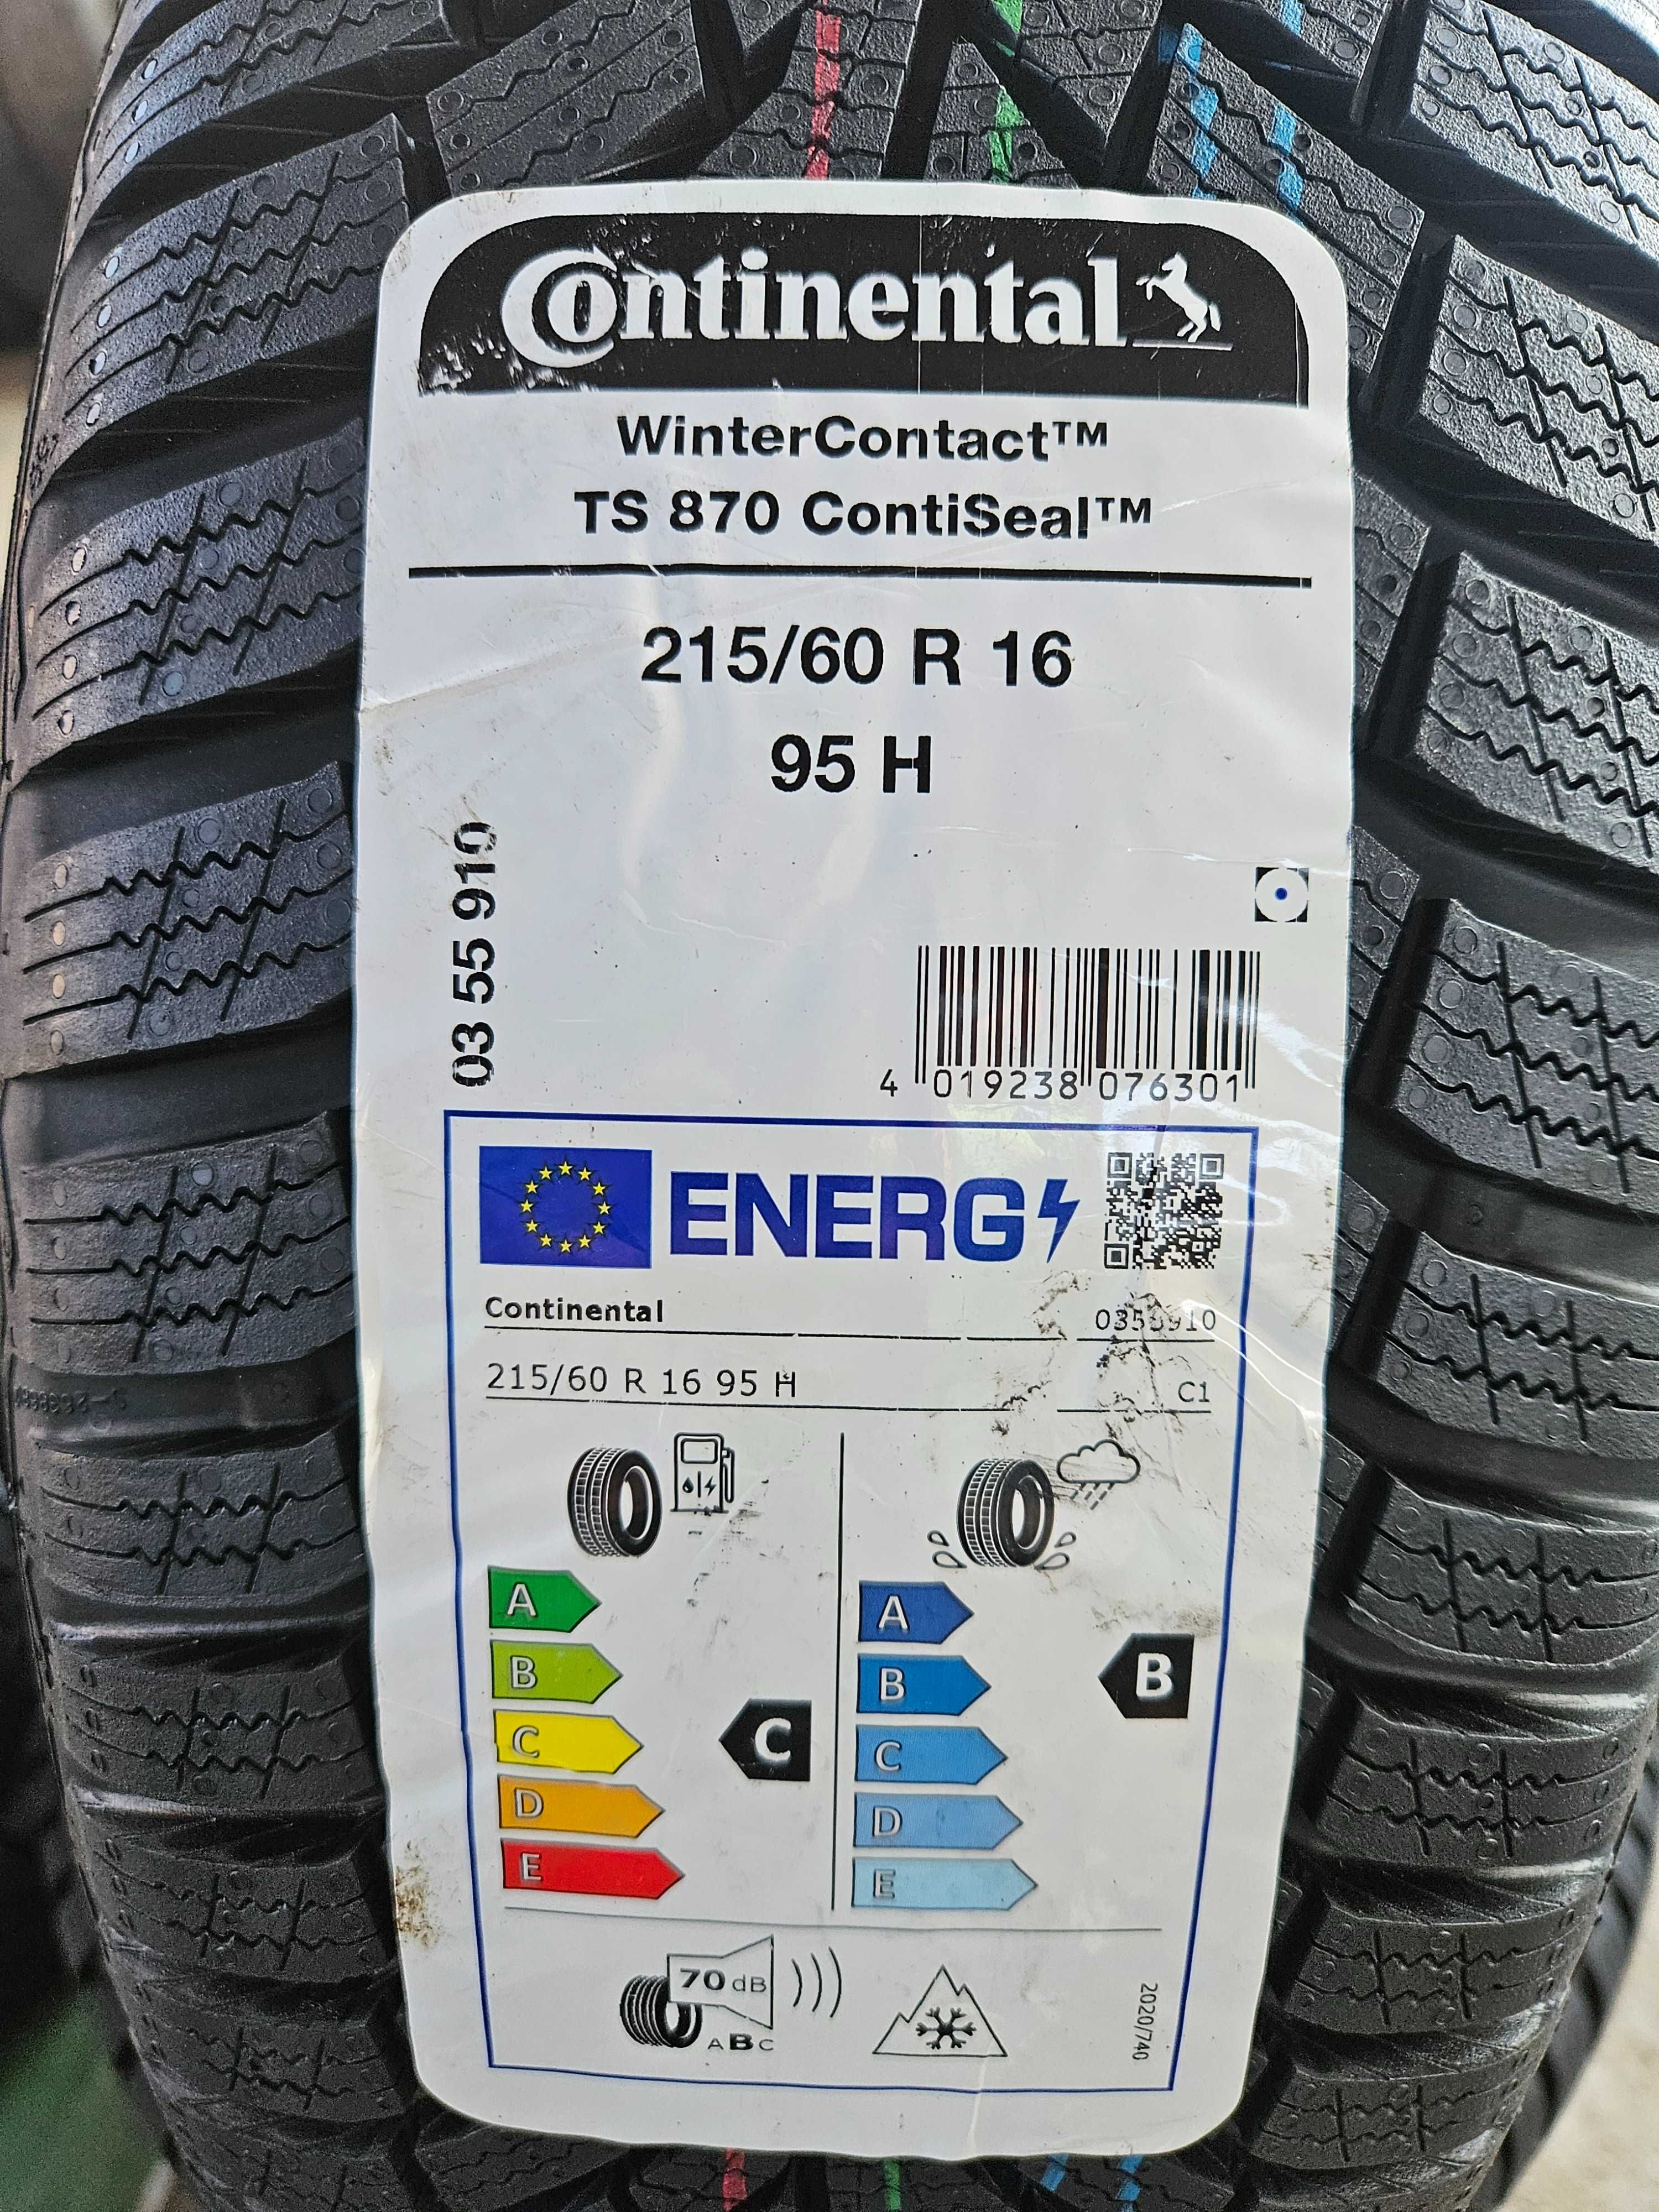 Continental
WinterContact™
TS 870 ContiSeal™
215/60 R 16
95 H
03 55 910
4 019238 076301
ENERG
Continental
215/60 R 16 95 H
C1
A
B
C
D
E
C
A
B
C
D
E
B
70 dB
ABC
2020/740